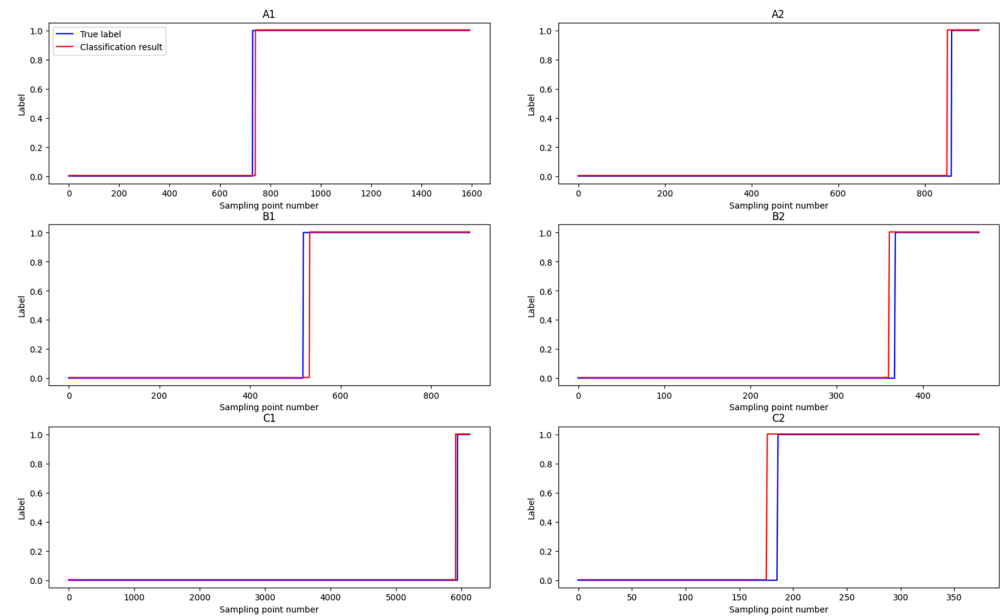 A1
True label
Classification result
1.0
0.8
0.6
0.4
0.2
0.0
Label
0 200 400 600 800 1000 1200 1400 1600
Sampling point number
A2
1.0
0.8
0.6
0.4
0.2
0.0
Label
0 200 400 600 800
Sampling point number
B1
1.0
0.8
0.6
0.4
0.2
0.0
Label
0 200 400 600 800
Sampling point number
B2
1.0
0.8
0.6
0.4
0.2
0.0
Label
0 100 200 300 400
Sampling point number
C1
1.0
0.8
0.6
0.4
0.2
0.0
Label
0 1000 2000 3000 4000 5000 6000
Sampling point number
C2
1.0
0.8
0.6
0.4
0.2
0.0
Label
0 50 100 150 200 250 300 350
Sampling point number